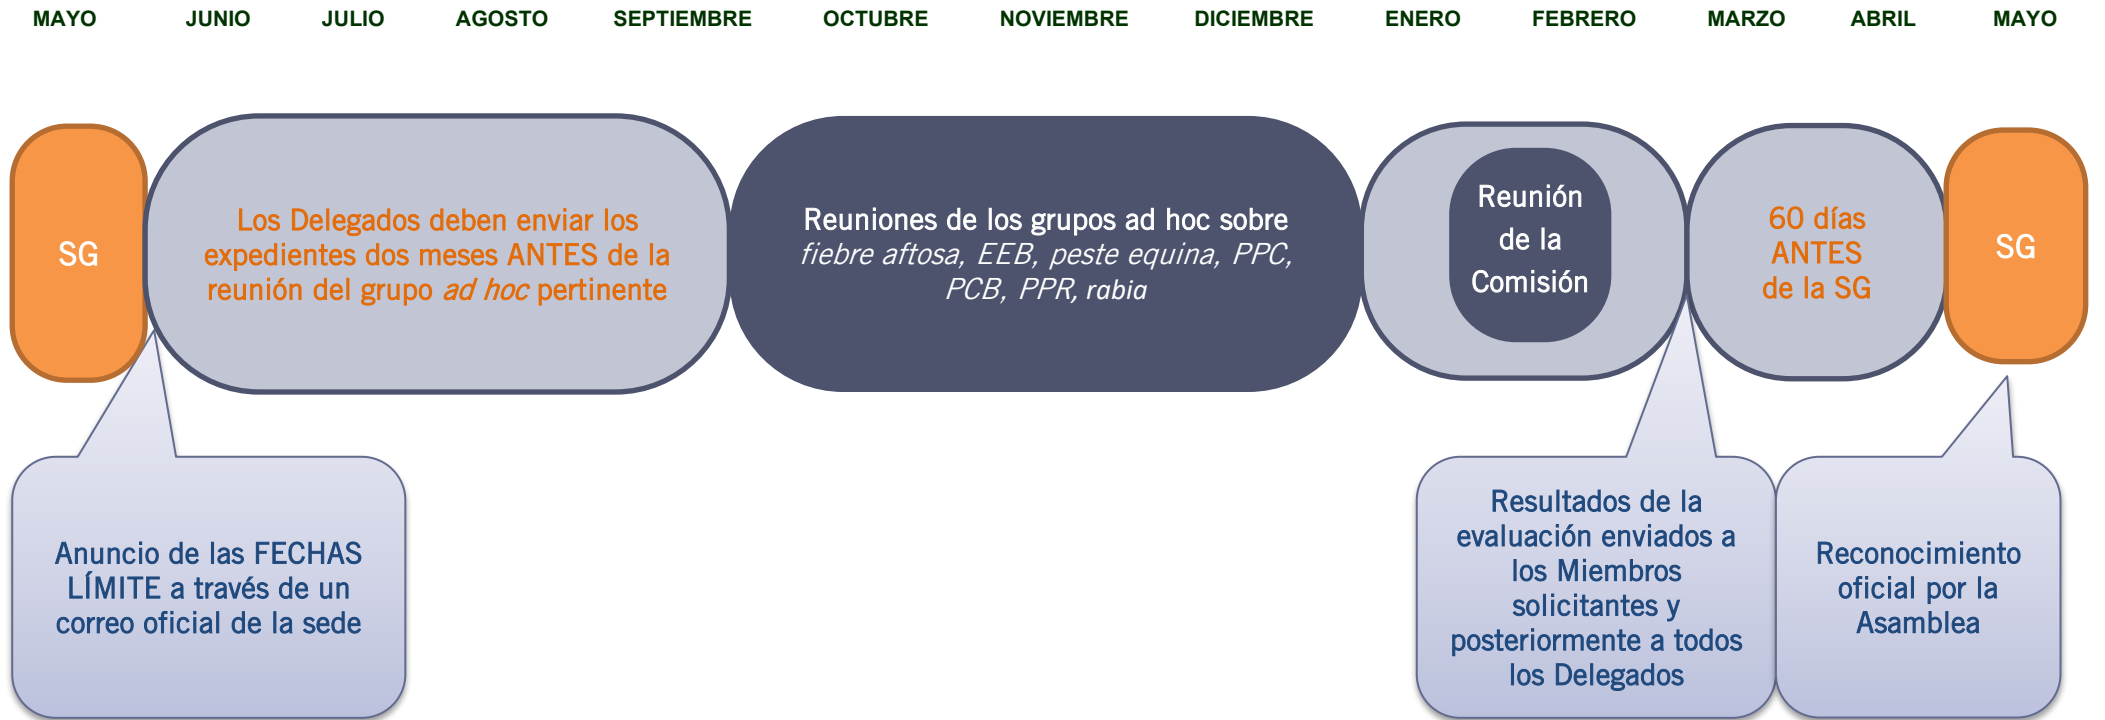 MAYO JUNIO JULIO AGOSTO SEPTIEMBRE OCTUBRE NOVIEMBRE DICIEMBRE ENERO FEBRERO MARZO ABRIL MAYO
SG
Los Delegados deben enviar los
expedientes dos meses ANTES de la
reunión del grupo ad hoc pertinente
Reuniones de los grupos ad hoc sobre
fiebre aftosa, EEB, peste equina, PPC,
PCB, PPR, rabia
Reunión
de la
Comisión
60 días
ANTES
de la SG
SG
Anuncio de las FECHAS
LÍMITE a través de un
correo oficial de la sede
Resultados de la
evaluación enviados a
los Miembros
solicitantes y
posteriormente a todos
los Delegados
Reconocimiento
oficial por la
Asamblea